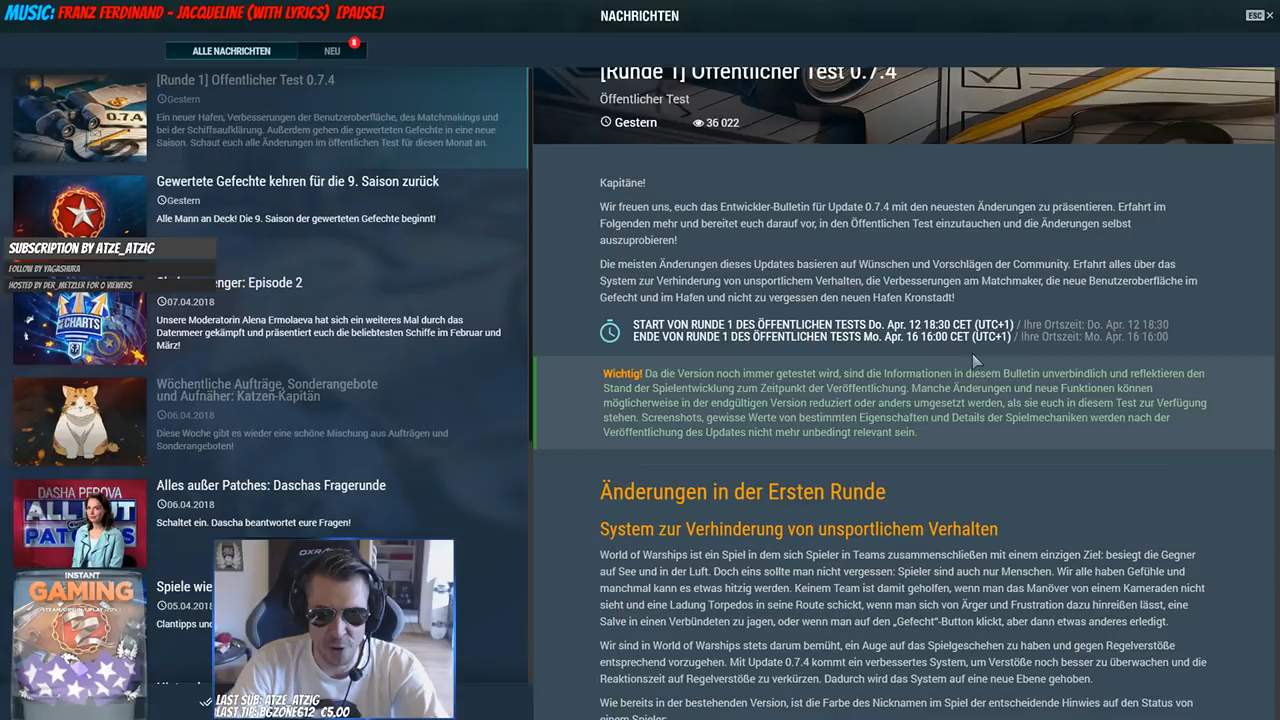 MUSIC: FRANZ FERDINAND - JACQUELINE (WITH LYRICS) [PAUSE]
NACHRICHTEN
ESC
ALLE NACHRICHTEN
NEU
8
0.7.4
[Runde 1] Öffentlicher Test 0.7.4
Gestern
Ein neuer Hafen, Verbesserungen der Benutzeroberfläche, des Matchmakings und
bei der Schiffsaufklärung. Außerdem gehen die gewerteten Gefechte in eine neue
Saison. Schaut euch alle Änderungen im öffentlichen Test für diesen Monat an.
Gewertete Gefechte kehren für die 9. Saison zurück
Gestern
Alle Mann an Deck! Die 9. Saison der gewerteten Gefechte beginnt!
SUBSCRIPTION BY ATZE_ATZIG
FOLLOW BY YAGASHURA
HOSTED BY DER_METZLER FOR 0 VIEWERS
enger: Episode 2
07.04.2018
Unsere Moderatorin Alena Ermolaeva hat sich ein weiteres Mal durch das
Datenmeer gekämpft und präsentiert euch die beliebtesten Schiffe im Februar und
März!
CHARTS
Wöchentliche Aufträge, Sonderangebote
und Aufnäher: Katzen-Kapitän
06.04.2018
Diese Woche gibt es wieder eine schöne Mischung aus Aufträgen und
Sonderangeboten!
DASHA PEROVA
ALL BUT
PATCHES
Alles außer Patches: Daschas Fragerunde
06.04.2018
Schaltet ein. Dascha beantwortet eure Fragen!
INSTANT
GAMING
Spiele wie
05.04.2018
Clantipps und
DXRA
LAST SUB: ATZE_ATZIG
LAST TIP: BGZONE612 €5.00
[Runde 1] Öffentlicher Test 0.7.4
Öffentlicher Test
Gestern
36 022
Kapitäne!
Wir freuen uns, euch das Entwickler-Bulletin für Update 0.7.4 mit den neuesten Änderungen zu präsentieren. Erfahrt im
Folgenden mehr und bereitet euch darauf vor, in den Öffentlichen Test einzutauchen und die Änderungen selbst
auszuprobieren!
Die meisten Änderungen dieses Updates basieren auf Wünschen und Vorschlägen der Community. Erfahrt alles über das
System zur Verhinderung von unsportlichem Verhalten, die Verbesserungen am Matchmaker, die neue Benutzeroberfläche im
Gefecht und im Hafen und nicht zu vergessen den neuen Hafen Kronstadt!
START VON RUNDE 1 DES ÖFFENTLICHEN TESTS Do. Apr. 12 18:30 CET (UTC+1) / Ihre Ortszeit: Do. Apr. 12 18:30
ENDE VON RUNDE 1 DES ÖFFENTLICHEN TESTS Mo. Apr. 16 16:00 CET (UTC+1) / Ihre Ortszeit: Mo. Apr. 16 16:00
Wichtig! Da die Version noch immer getestet wird, sind die Informationen in diesem Bulletin unverbindlich und reflektieren den
Stand der Spielentwicklung zum Zeitpunkt der Veröffentlichung. Manche Änderungen und neue Funktionen können
möglicherweise in der endgültigen Version reduziert oder anders umgesetzt werden, als sie euch in diesem Test zur Verfügung
stehen. Screenshots, gewisse Werte von bestimmten Eigenschaften und Details der Spielmechaniken werden nach der
Veröffentlichung des Updates nicht mehr unbedingt relevant sein.
Änderungen in der Ersten Runde
System zur Verhinderung von unsportlichem Verhalten
World of Warships ist ein Spiel in dem sich Spieler in Teams zusammenschließen mit einem einzigen Ziel: besiegt die Gegner
auf See und in der Luft. Doch eins sollte man nicht vergessen: Spieler sind auch nur Menschen. Wir alle haben Gefühle und
manchmal kann es etwas hitzig werden. Keinem Team ist damit geholfen, wenn man das Manöver von einem Kameraden nicht
sieht und eine Ladung Torpedos in seine Route schickt, wenn man sich von Ärger und Frustration dazu hinreißen lässt, eine
Salve in einen Verbündeten zu jagen, oder wenn man auf den „Gefecht“-Button klickt, aber dann etwas anderes erledigt.
Wir sind in World of Warships stets darum bemüht, ein Auge auf das Spielgeschehen zu haben und gegen Regelverstöße
entsprechend vorzugehen. Mit Update 0.7.4 kommt ein verbessertes System, um Verstöße noch besser zu überwachen und die
Reaktionszeit auf Regelverstöße zu verkürzen. Dadurch wird das System auf eine neue Ebene gehoben.
Wie bereits in der bestehenden Version, ist die Farbe des Nicknamen im Spiel der entscheidende Hinweis auf den Status von
einem Spieler: